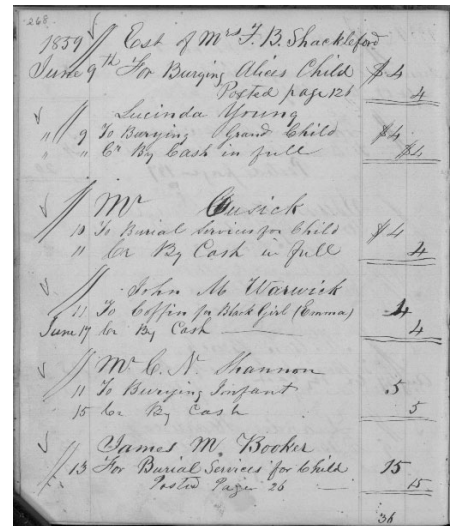 268
1859 Est of Mrs F. B. Shackleford
June 9th For Burying Alices Child $4
Posted page 126 4
Lucinda Young
" 9 To Burying Grand Child $4
" " Cr By Cash in full $4
Mr Cusick
10 To Burial Services for Child $4
11 Cr By Cash in full 4
John M Warwick
11 To Coffin for Black Girl (Emma) 4
June 17 Cr By Cash 4
Mr C. N. Shannon
11 To Burying Infant 5
15 Cr By Cash 5
James M. Booker
13 For Burial Services for Child 15
Posted Page 26 15
36